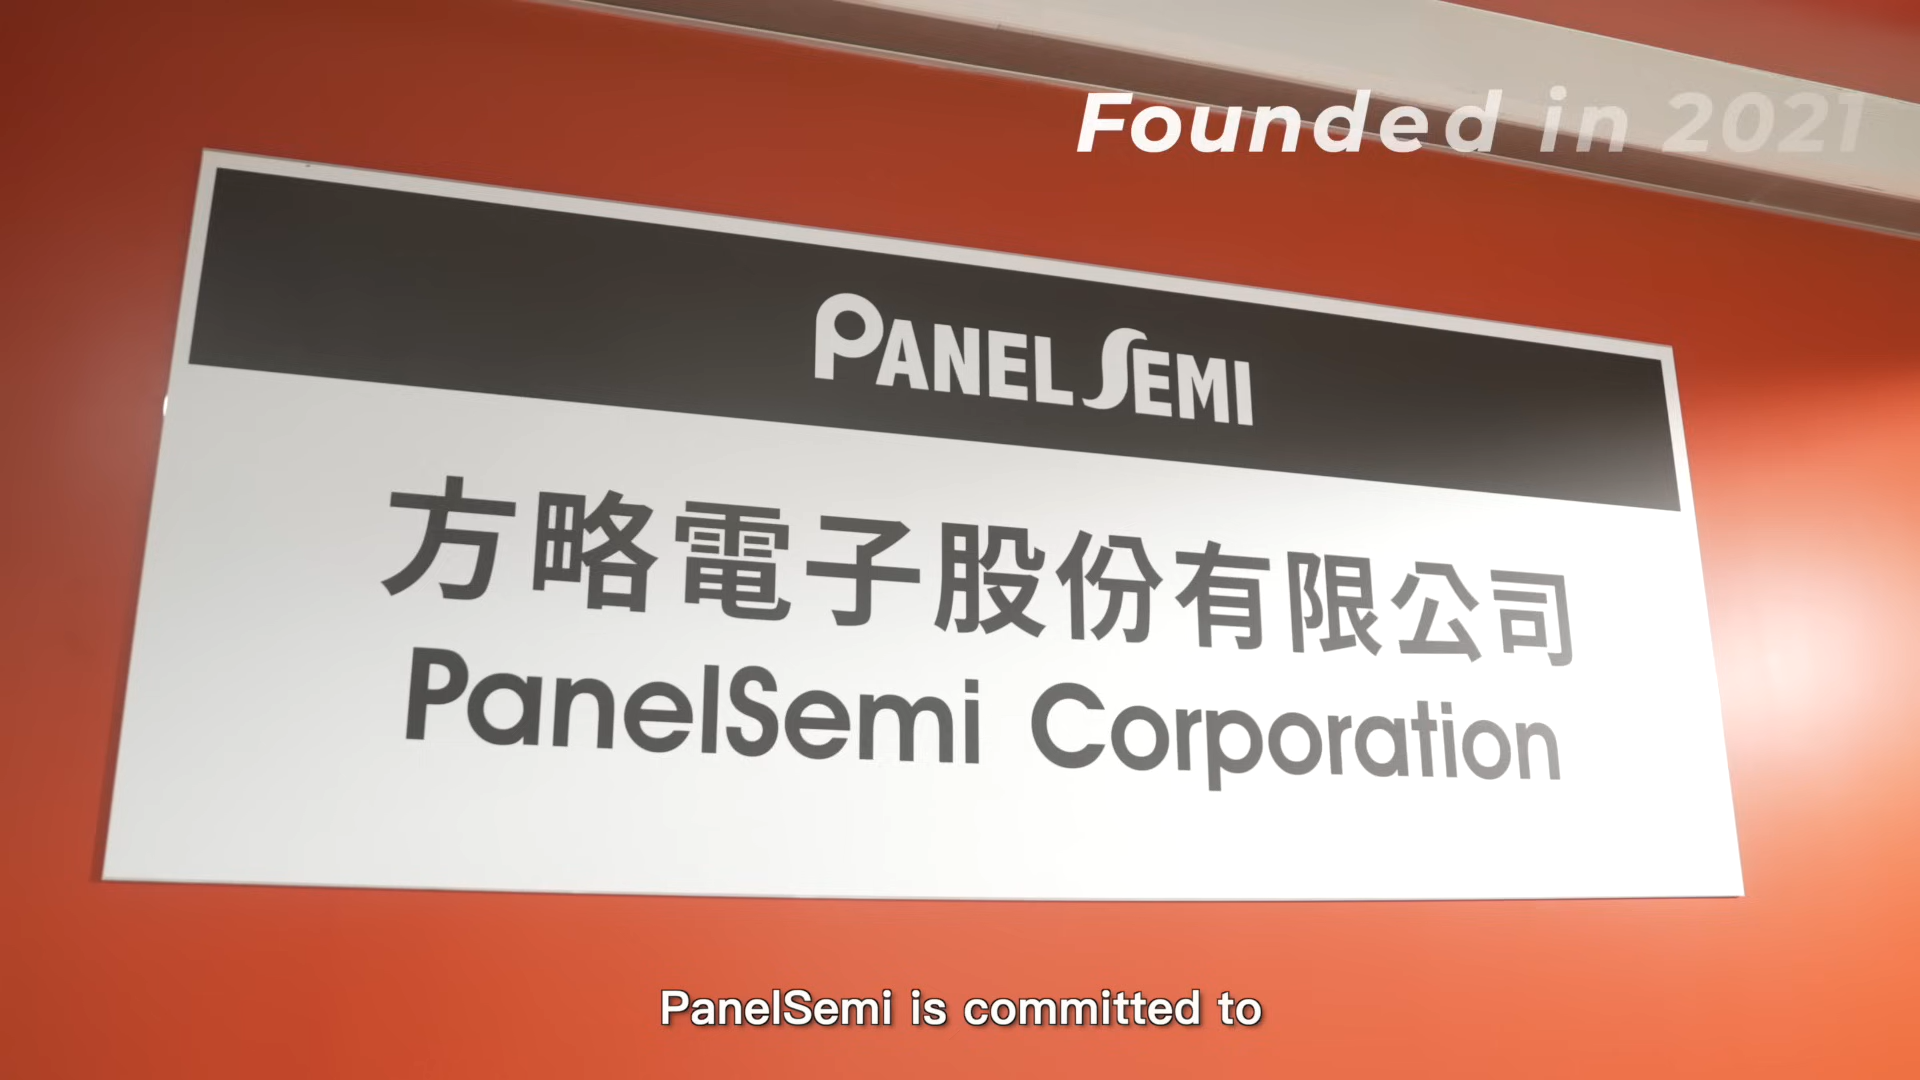 Founded in 2021
PANEL SEMI
方略電子股份有限公司
PanelSemi Corporation
PanelSemi is committed to